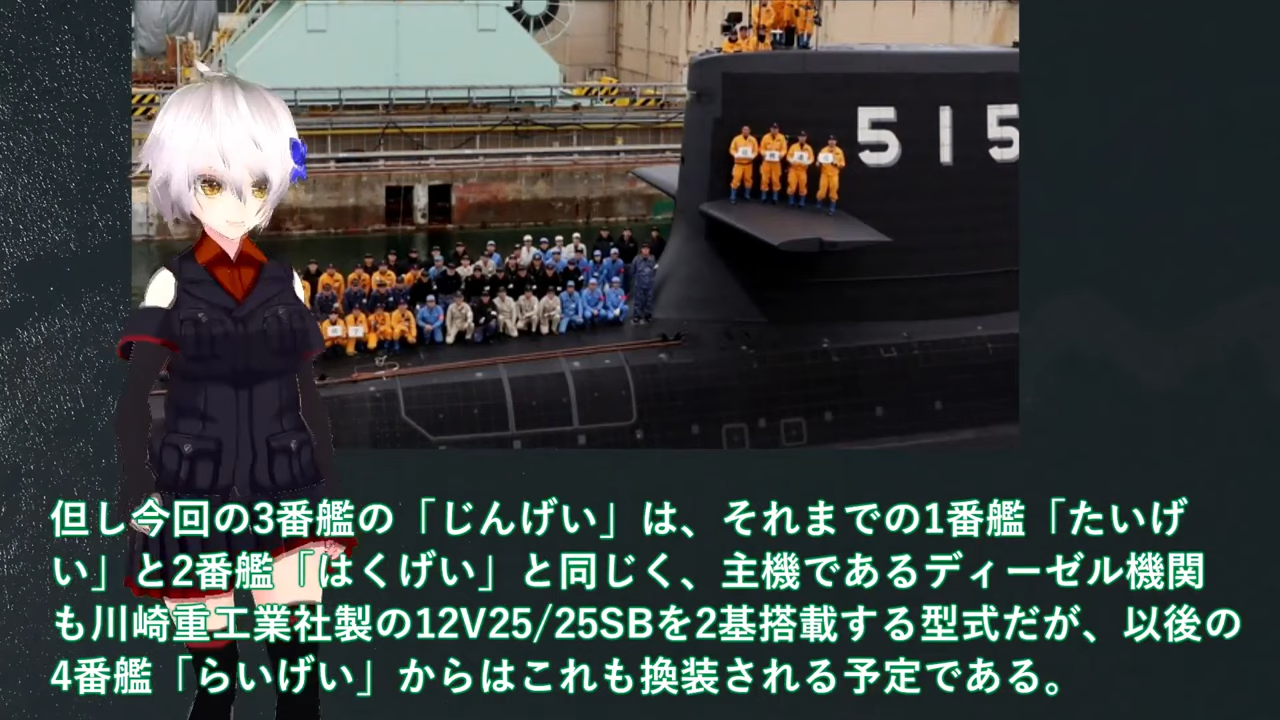 515
但し今回の3番艦の「じんげい」は、それまでの1番艦「たいげ
い」と2番艦「はくげい」と同じく、主機であるディーゼル機関
も川崎重工業社製の12V25/25SBを2基搭載する型式だが、以後の
4番艦「らいげい」からはこれも換装される予定である。